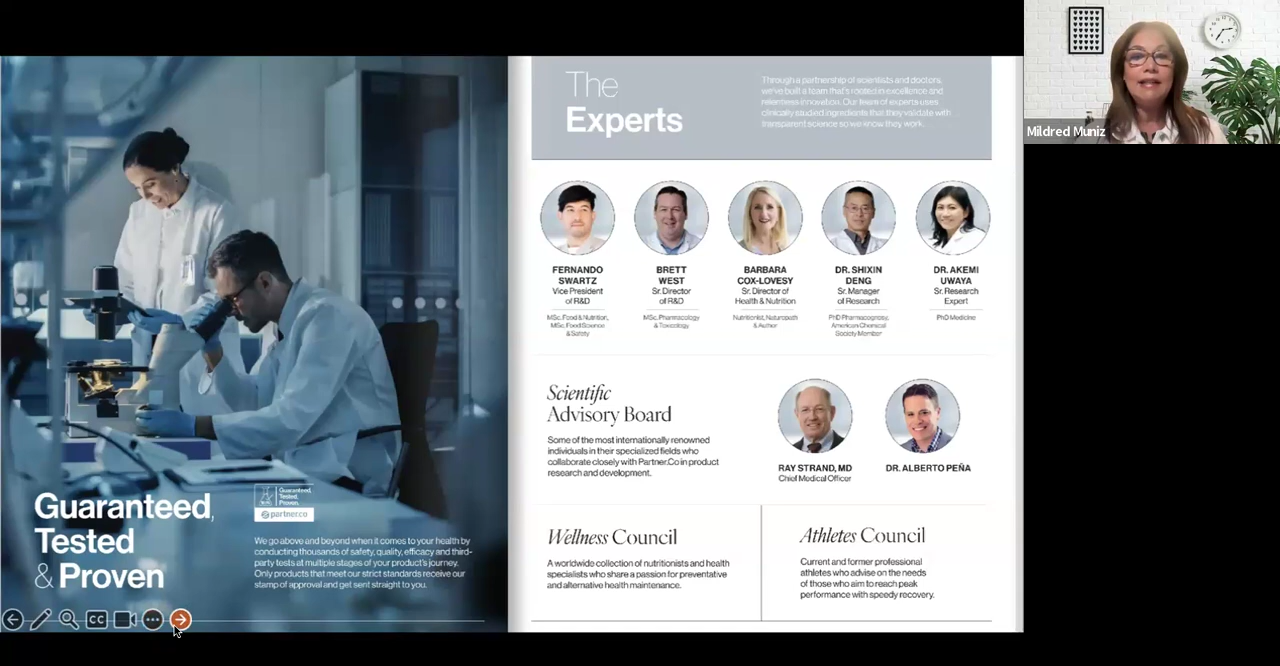 Guaranteed,
Tested
& Proven
Guaranteed.
Tested.
Proven.
partner.co
We go above and beyond when it comes to your health by
conducting thousands of safety, quality, efficacy and third-
party tests at multiple stages of your product's journey.
Only products that meet our strict standards receive our
stamp of approval and get sent straight to you.
CC
The
Experts
Through a partnership of scientists and doctors,
we've built a team that's rooted in excellence and
relentless innovation. Our team of experts uses
clinically studied ingredients that they validate with
transparent science so we know they work.
FERNANDO
SWARTZ
Vice President
of R&D
MSc. Food & Nutrition,
MSc. Food Science
& Safety
BRETT
WEST
Sr. Director
of R&D
MSc. Pharmacology
& Toxicology
BARBARA
COX-LOVESY
Sr. Director of
Health & Nutrition
Nutritionist, Naturopath
& Author
DR. SHIXIN
DENG
Sr. Manager
of Research
PhD Pharmacognosy,
American Chemical
Society Member
DR. AKEMI
UWAYA
Sr. Research
Expert
PhD Medicine
Scientific
Advisory Board
Some of the most internationally renowned
individuals in their specialized fields who
collaborate closely with Partner.Co in product
research and development.
RAY STRAND, MD
Chief Medical Officer
DR. ALBERTO PEÑA
Wellness Council
A worldwide collection of nutritionists and health
specialists who share a passion for preventative
and alternative health maintenance.
Athletes Council
Current and former professional
athletes who advise on the needs
of those who aim to reach peak
performance with speedy recovery.
Mildred Muniz